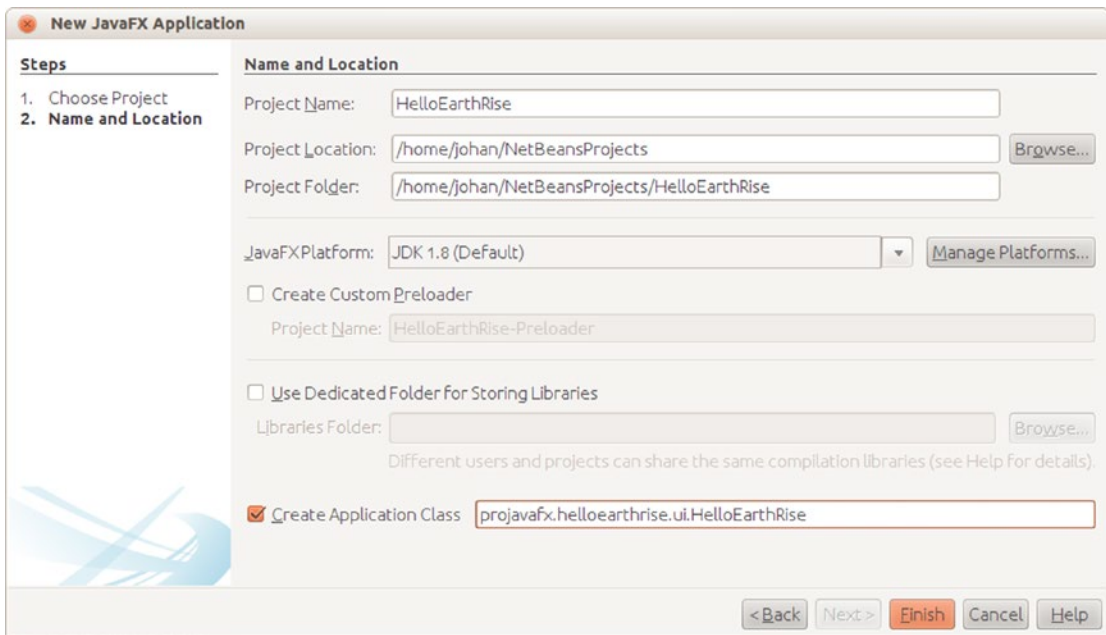 New JavaFX Application
Steps
1. Choose Project
2. Name and Location
Name and Location
Project Name: HelloEarthRise
Project Location: /home/johan/NetBeansProjects Browse...
Project Folder: /home/johan/NetBeansProjects/HelloEarthRise
JavaFX Platform: JDK 1.8 (Default) Manage Platforms...
Create Custom Preloader
Project Name: HelloEarthRise-Preloader
Use Dedicated Folder for Storing Libraries
Libraries Folder: Browse...
Different users and projects can share the same compilation libraries (see Help for details).
Create Application Class projavafx.helloearthrise.ui.HelloEarthRise
< Back Next > Finish Cancel Help